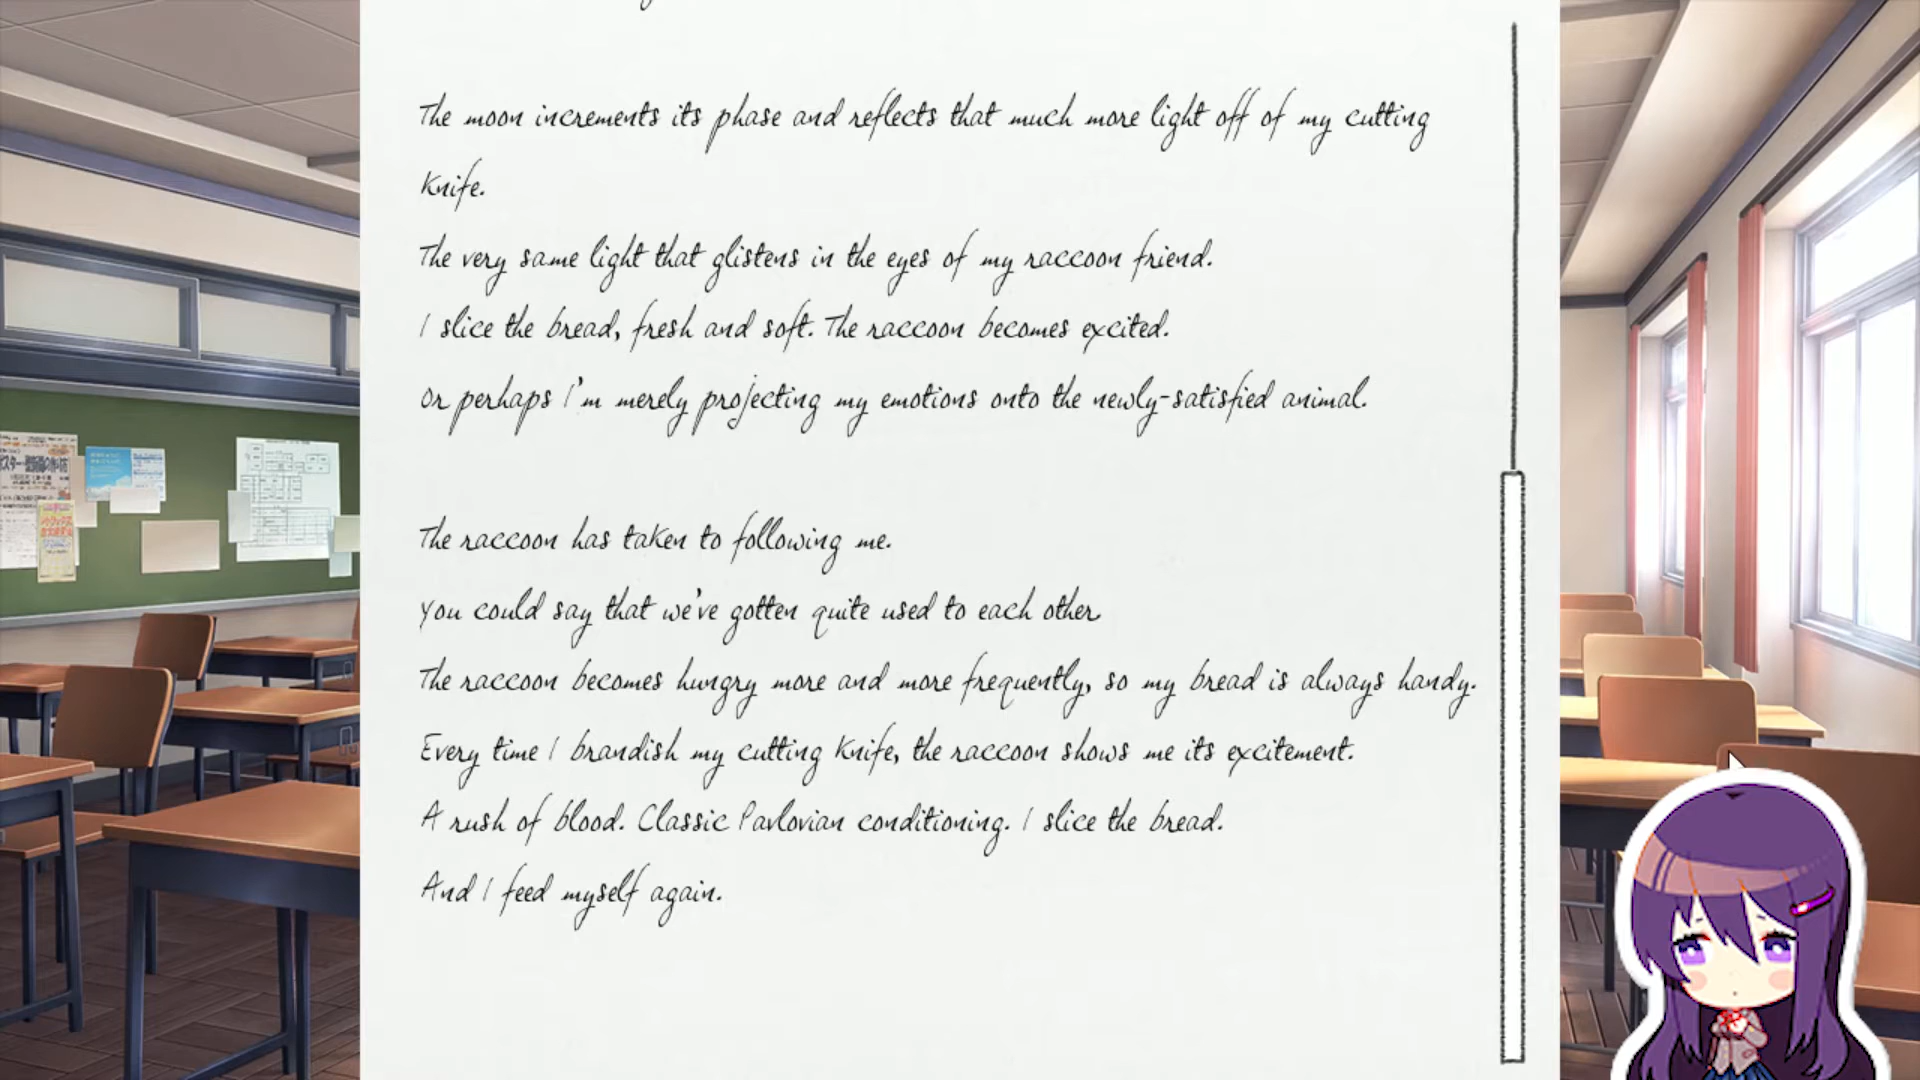 The moon increments its phase and reflects that much more light off of my cutting
knife.
The very same light that glistens in the eyes of my raccoon friend.
I slice the bread, fresh and soft. The raccoon becomes excited.
Or perhaps I'm merely projecting my emotions onto the newly-satisfied animal.
The raccoon has taken to following me.
You could say that we've gotten quite used to each other.
The raccoon becomes hungry more and more frequently, so my bread is always handy.
Every time I brandish my cutting knife, the raccoon shows me its excitement.
A rush of blood. Classic Pavlovian conditioning. I slice the bread.
And I feed myself again.